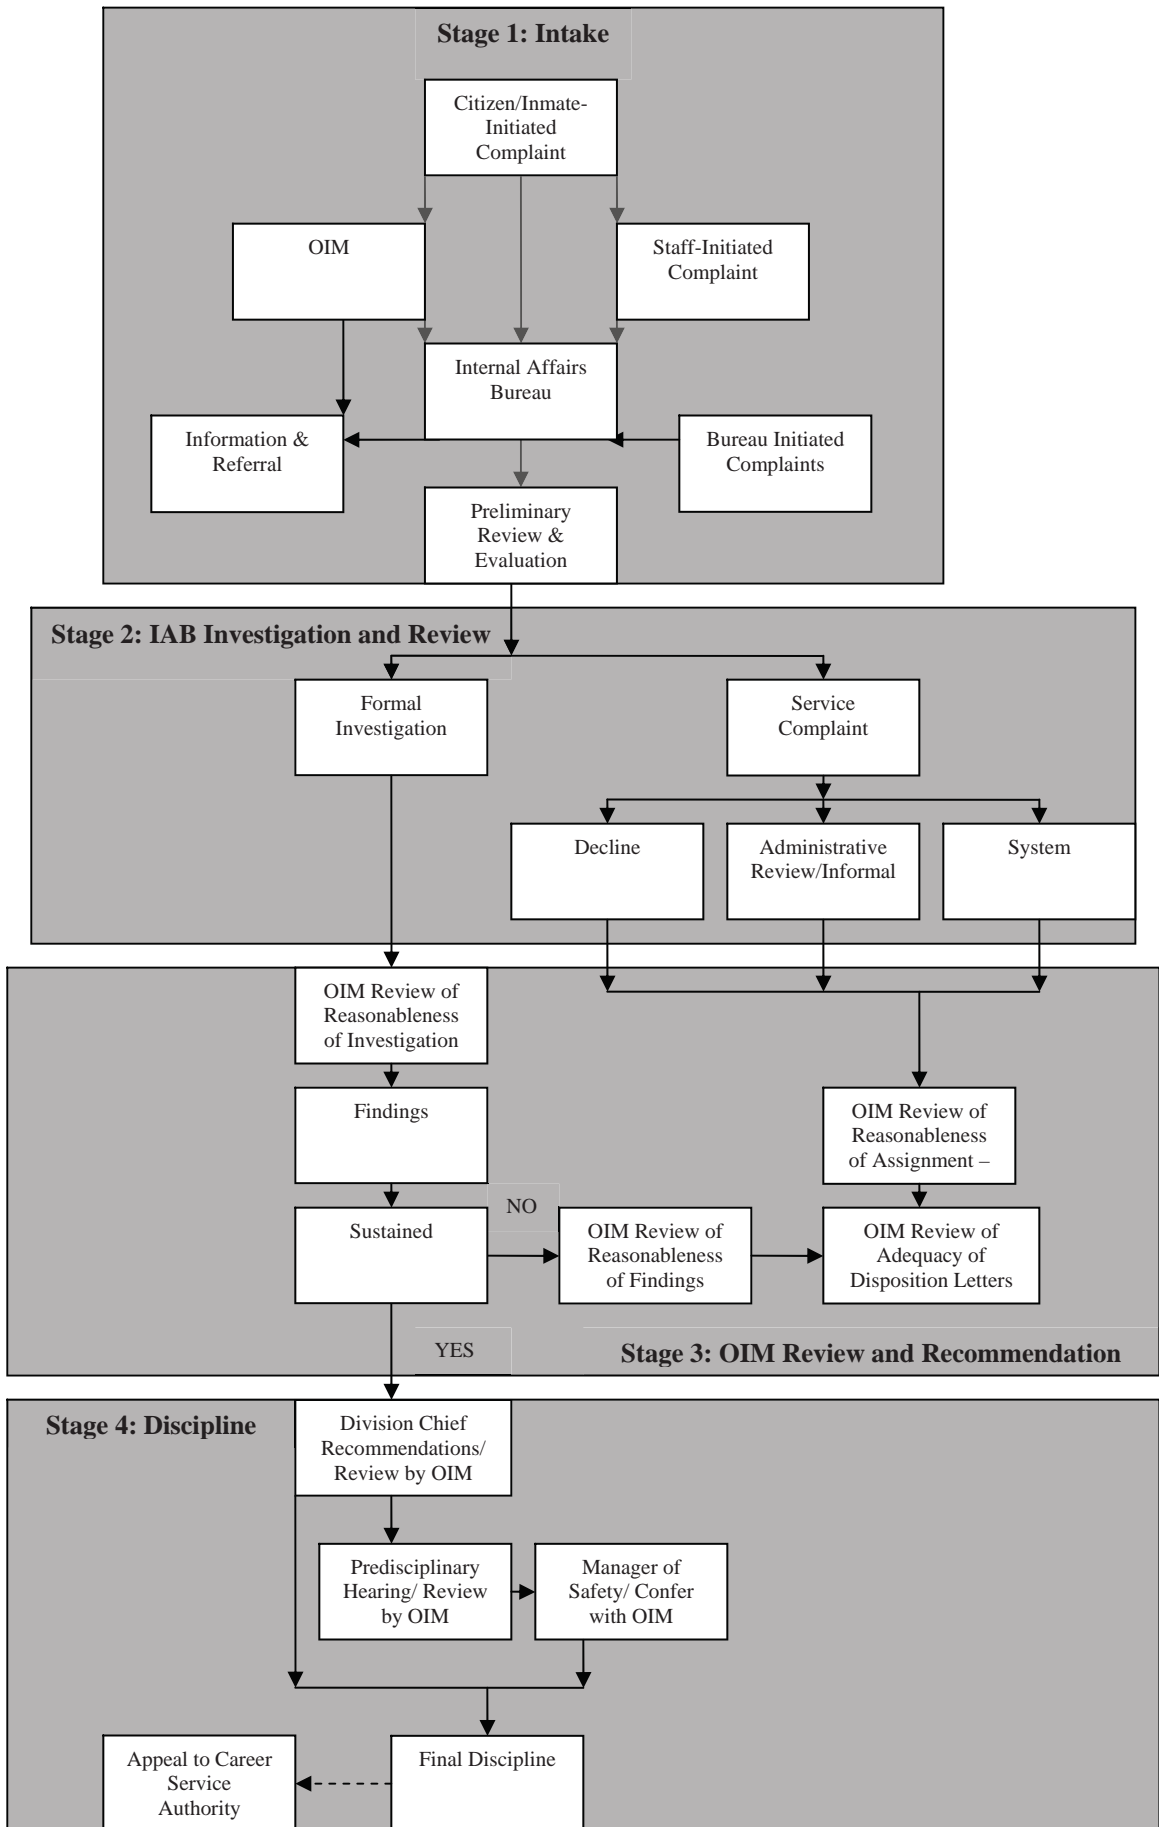 Stage 1: Intake
Citizen/Inmate-
Initiated
Complaint
OIM
Staff-Initiated
Complaint
Internal Affairs
Bureau
Information &
Referral
Bureau Initiated
Complaints
Preliminary
Review &
Evaluation
Stage 2: IAB Investigation and Review
Formal
Investigation
Service
Complaint
Decline
Administrative
Review/Informal
System
OIM Review of
Reasonableness
of Investigation
Findings
OIM Review of
Reasonableness
of Assignment –
Sustained
NO
OIM Review of
Reasonableness
of Findings
OIM Review of
Adequacy of
Disposition Letters
YES
Stage 3: OIM Review and Recommendation
Stage 4: Discipline
Division Chief
Recommendations/
Review by OIM
Predisciplinary
Hearing/ Review
by OIM
Manager of
Safety/ Confer
with OIM
Appeal to Career
Service
Authority
Final Discipline